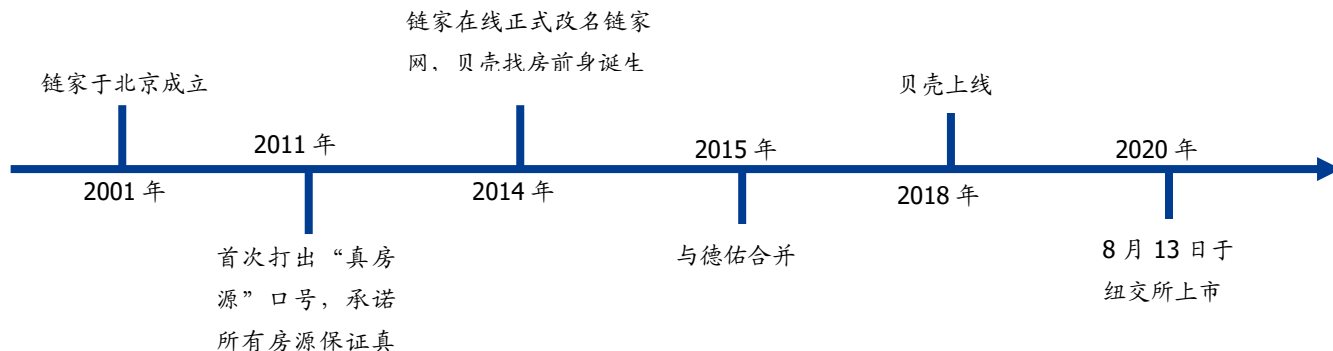 链家于北京成立
2001 年
2011 年
首次打出“真房
源”口号，承诺
所有房源保证真
链家在线正式改名链家
网，贝壳找房前身诞生
2014 年
2015 年
与德佑合并
贝壳上线
2018 年
2020 年
8 月 13 日于
纽交所上市